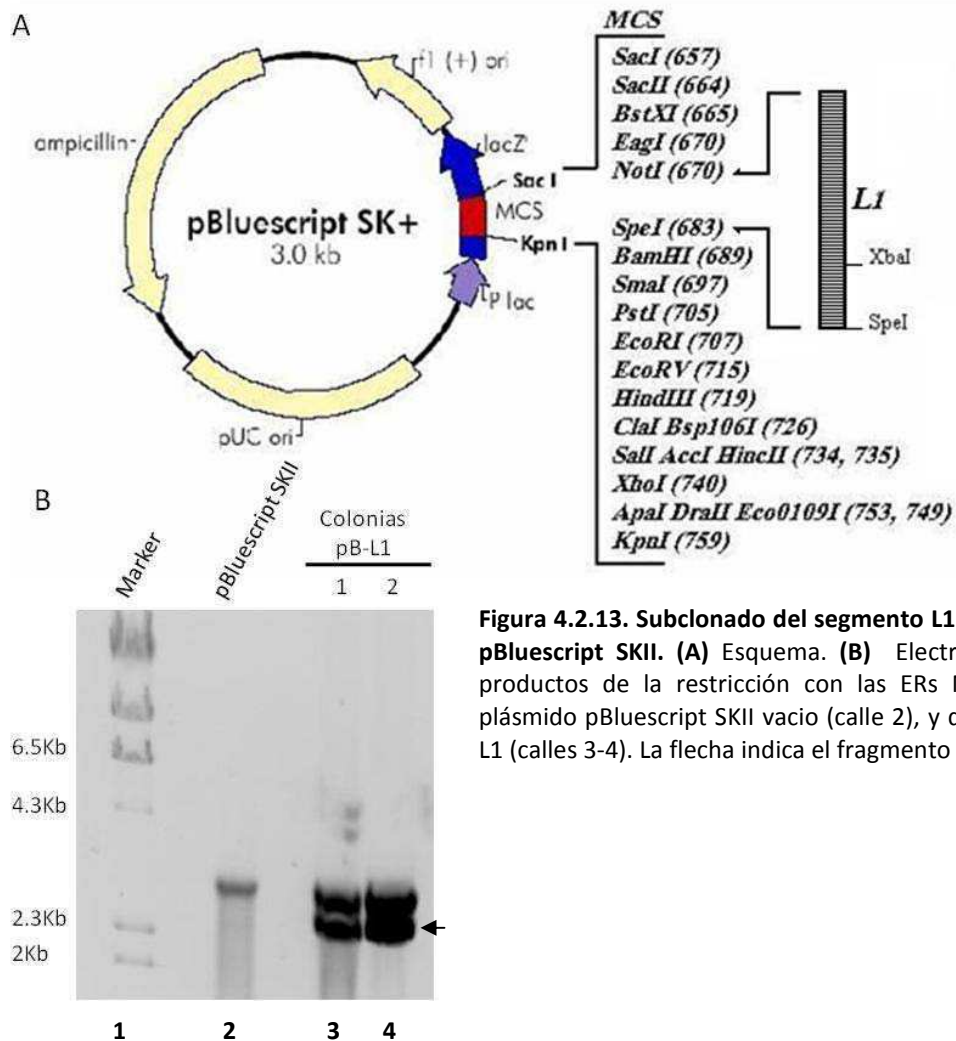 A
f1 (+) ori
ampicillin
lacZ'
Sac I
MCS
Kpn I
pBluescript SK+
3.0 kb
P lac
pUC ori
MCS
SacI (657)
SacII (664)
BstXI (665)
EagI (670)
NotI (670)
SpeI (683)
BamHI (689)
SmaI (697)
PstI (705)
EcoRI (707)
EcoRV (715)
HindIII (719)
ClaI Bsp106I (726)
SalI AccI HincII (734, 735)
XhoI (740)
ApaI DraII Eco0109I (753, 749)
KpnI (759)
L1
XbaI
SpeI
B
Marker
pBluescript SKII
Colonias
pB-L1
1 2
6.5Kb
4.3Kb
2.3Kb
2Kb
1 2 3 4
Figura 4.2.13. Subclonado del segmento L1
pBluescript SKII. (A) Esquema. (B) Electr
productos de la restricción con las ERs
plásmido pBluescript SKII vacio (calle 2), y
L1 (calles 3-4). La flecha indica el fragmento